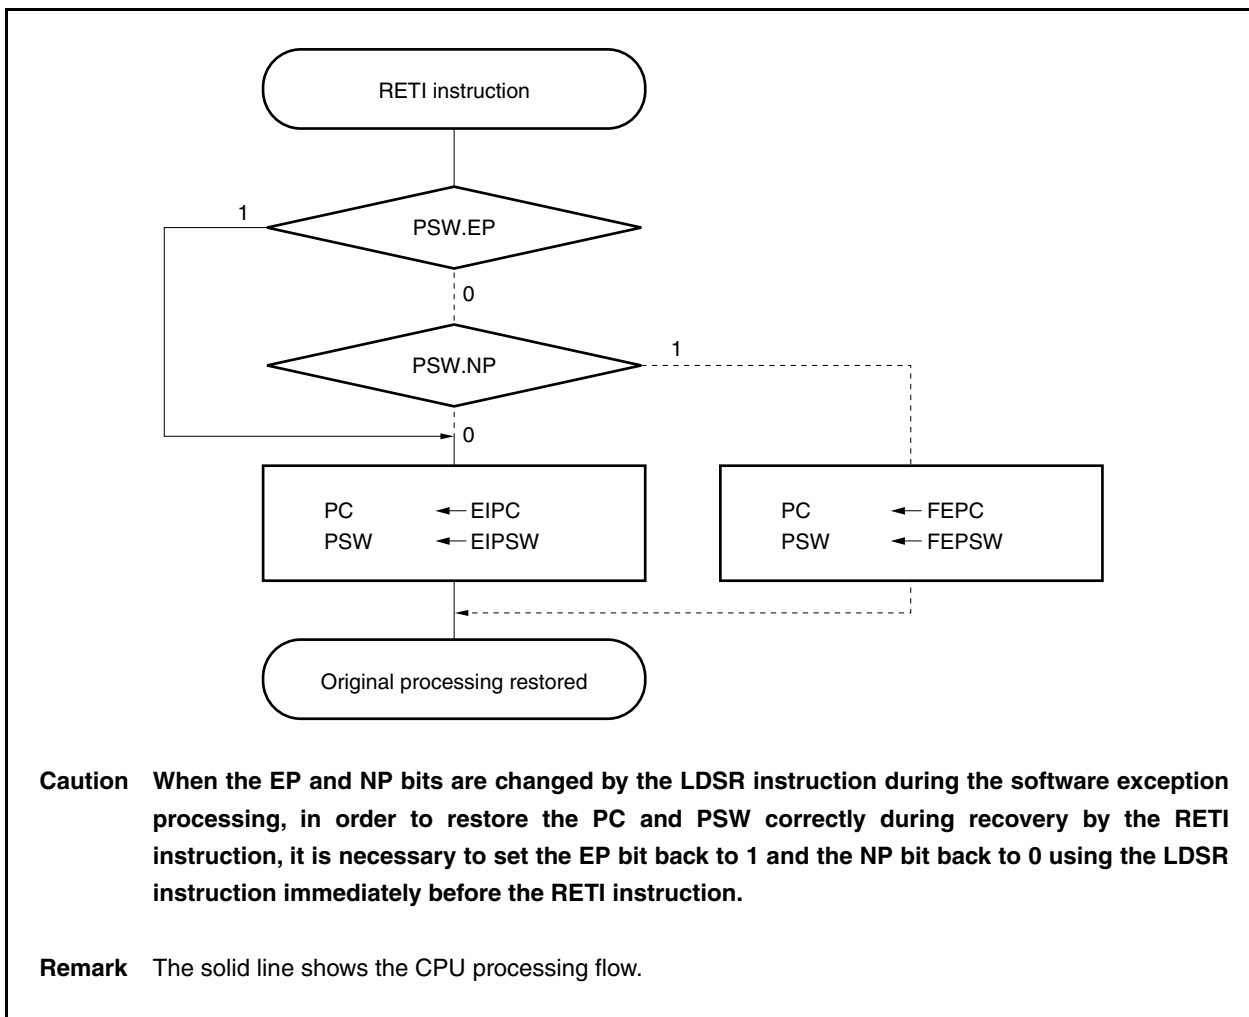 RETI instruction
1
PSW.EP
0
PSW.NP
1
0
PC ← EIPC
PSW ← EIPSW
PC ← FEPC
PSW ← FEPSW
Original processing restored
Caution When the EP and NP bits are changed by the LDSR instruction during the software exception
processing, in order to restore the PC and PSW correctly during recovery by the RETI
instruction, it is necessary to set the EP bit back to 1 and the NP bit back to 0 using the LDSR
instruction immediately before the RETI instruction.
Remark The solid line shows the CPU processing flow.